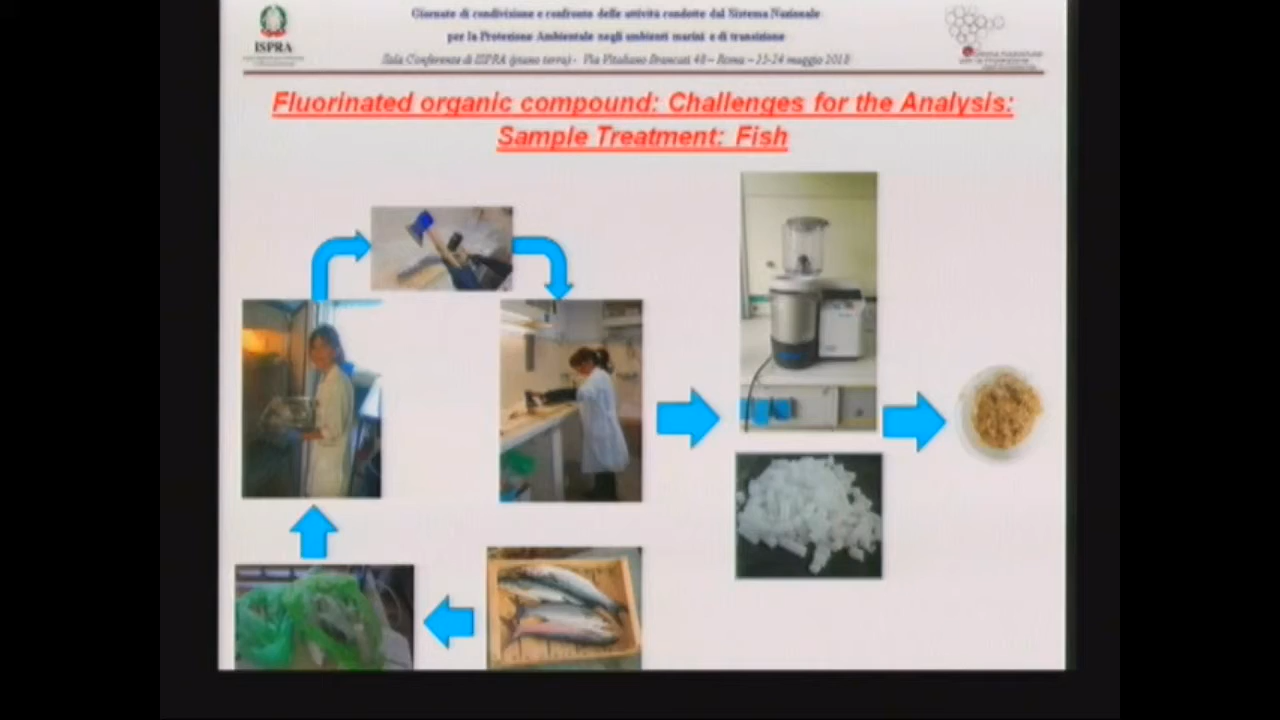 Giornate di condivisione e confronto delle attività condotte dal Sistema Nazionale
per la Protezione Ambientale negli ambienti marini e di transizione
Sala Conferenze di ISPRA (piano terra) - Via Vitaliano Brancati 48 – Roma – 23-24 maggio 2018
ISPRA
Fluorinated organic compound: Challenges for the Analysis:
Sample Treatment: Fish